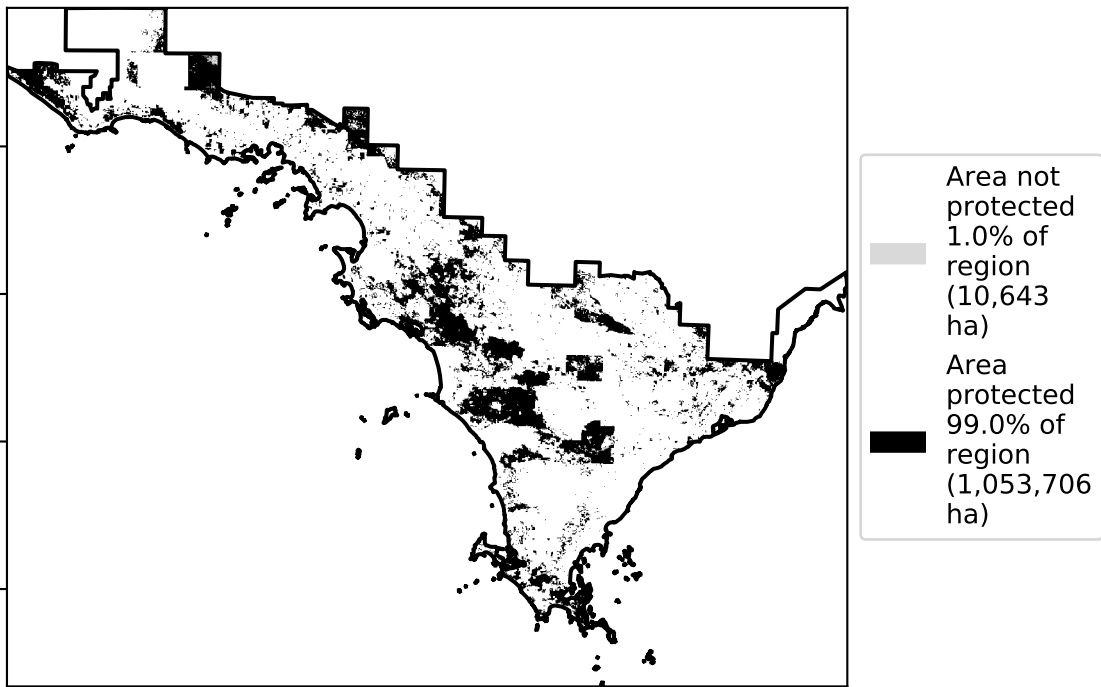 Area not
protected
1.0% of
region
(10,643
ha)
Area
protected
99.0% of
region
(1,053,706
ha)